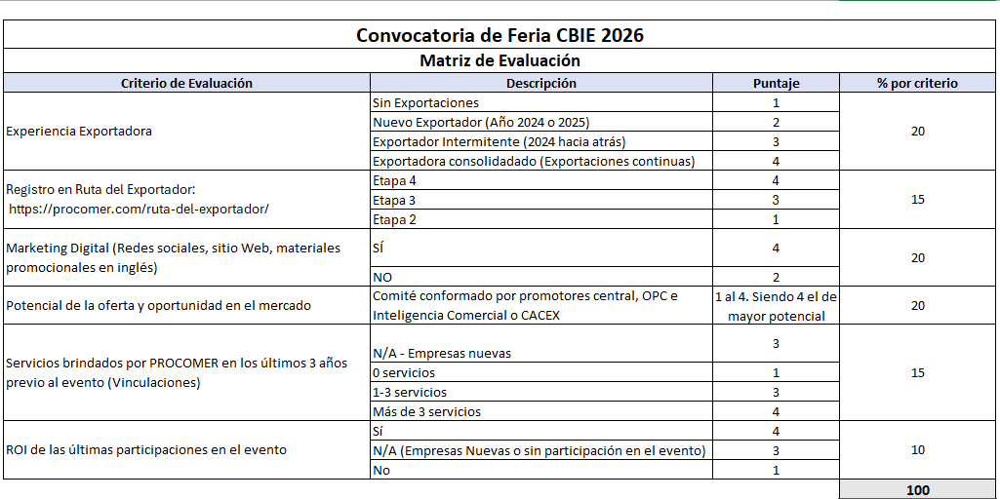 Convocatoria de Feria CBIE 2026
Matriz de Evaluación
Criterio de Evaluación
Descripción
Puntaje
% por criterio
Experiencia Exportadora
Sin Exportaciones
1
Nuevo Exportador (Año 2024 o 2025)
2
Exportador Intermitente (2024 hacia atrás)
3
Exportadora consolidadado (Exportaciones continuas)
4
20
Registro en Ruta del Exportador:
https://procomer.com/ruta-del-exportador/
Etapa 4
4
Etapa 3
3
Etapa 2
1
15
Marketing Digital (Redes sociales, sitio Web, materiales
promocionales en inglés)
SÍ
4
NO
2
20
Potencial de la oferta y oportunidad en el mercado
Comité conformado por promotores central, OPC e
Inteligencia Comercial o CACEX
1 al 4. Siendo 4 el de
mayor potencial
20
Servicios brindados por PROCOMER en los últimos 3 años
previo al evento (Vinculaciones)
N/A - Empresas nuevas
3
0 servicios
1
1-3 servicios
3
Más de 3 servicios
4
15
ROI de las últimas participaciones en el evento
Sí
4
N/A (Empresas Nuevas o sin participación en el evento)
3
No
1
10
100